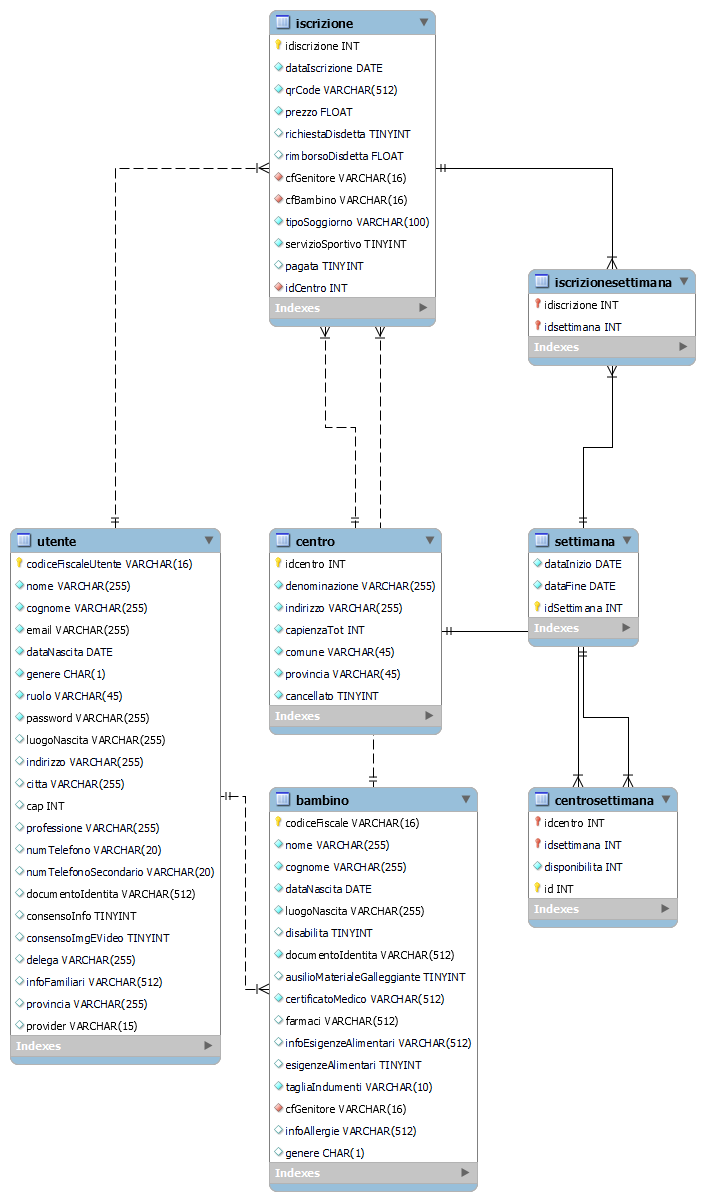 iscrizione
idiscrizione INT
dataIscrizione DATE
qrCode VARCHAR(512)
prezzo FLOAT
richiestaDisdetta TINYINT
rimborsoDisdetta FLOAT
cfGenitore VARCHAR(16)
cfBambino VARCHAR(16)
tipoSoggiorno VARCHAR(100)
servizioSportivo TINYINT
pagata TINYINT
idCentro INT
Indexes
iscrizionesettimana
idiscrizione INT
idsettimana INT
Indexes
utente
codiceFiscaleUtente VARCHAR(16)
nome VARCHAR(255)
cognome VARCHAR(255)
email VARCHAR(255)
dataNascita DATE
genere CHAR(1)
ruolo VARCHAR(45)
password VARCHAR(255)
luogoNascita VARCHAR(255)
indirizzo VARCHAR(255)
citta VARCHAR(255)
cap INT
professione VARCHAR(255)
numTelefono VARCHAR(20)
numTelefonoSecondario VARCHAR(20)
documentoIdentita VARCHAR(512)
consensoInfo TINYINT
consensoImgEVideo TINYINT
delega VARCHAR(255)
infoFamiliari VARCHAR(512)
provincia VARCHAR(255)
provider VARCHAR(15)
Indexes
centro
idcentro INT
denominazione VARCHAR(255)
indirizzo VARCHAR(255)
capienzaTot INT
comune VARCHAR(45)
provincia VARCHAR(45)
cancellato TINYINT
Indexes
settimana
dataInizio DATE
dataFine DATE
idSettimana INT
Indexes
bambino
codiceFiscale VARCHAR(16)
nome VARCHAR(255)
cognome VARCHAR(255)
dataNascita DATE
luogoNascita VARCHAR(255)
disabilita TINYINT
documentoIdentita VARCHAR(512)
ausilioMaterialeGalleggiante TINYINT
certificatoMedico VARCHAR(512)
farmaci VARCHAR(512)
infoEsigenzeAlimentari VARCHAR(512)
esigenzeAlimentari TINYINT
tagliaIndumenti VARCHAR(10)
cfGenitore VARCHAR(16)
infoAllergie VARCHAR(512)
genere CHAR(1)
Indexes
centrosettimana
idcentro INT
idsettimana INT
disponibilita INT
id INT
Indexes